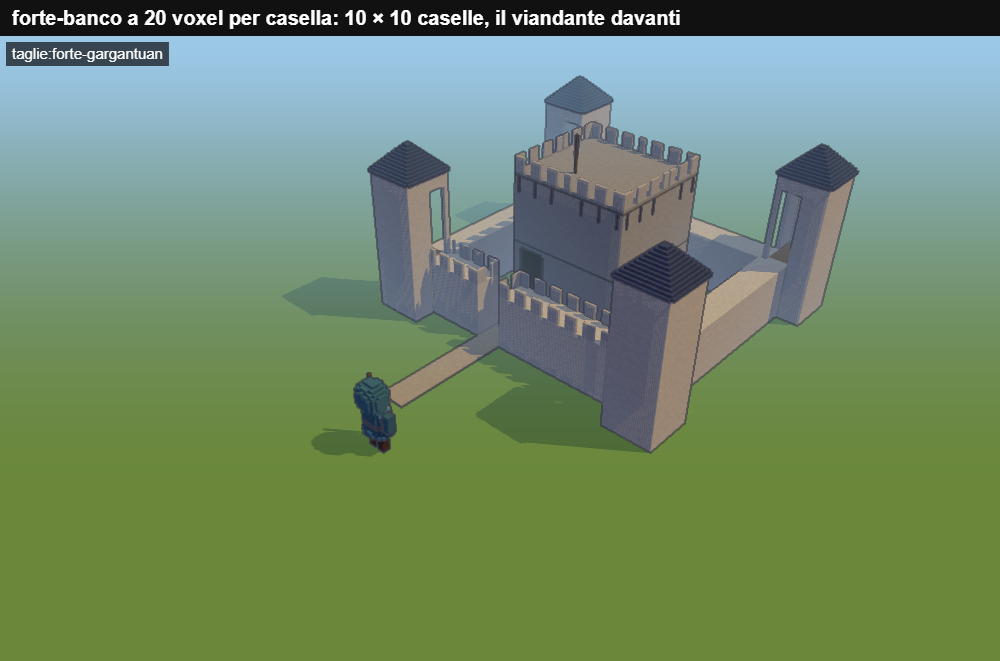 forte-banco a 20 voxel per casella: 10 × 10 caselle, il viandante davanti
taglie:forte-gargantuan